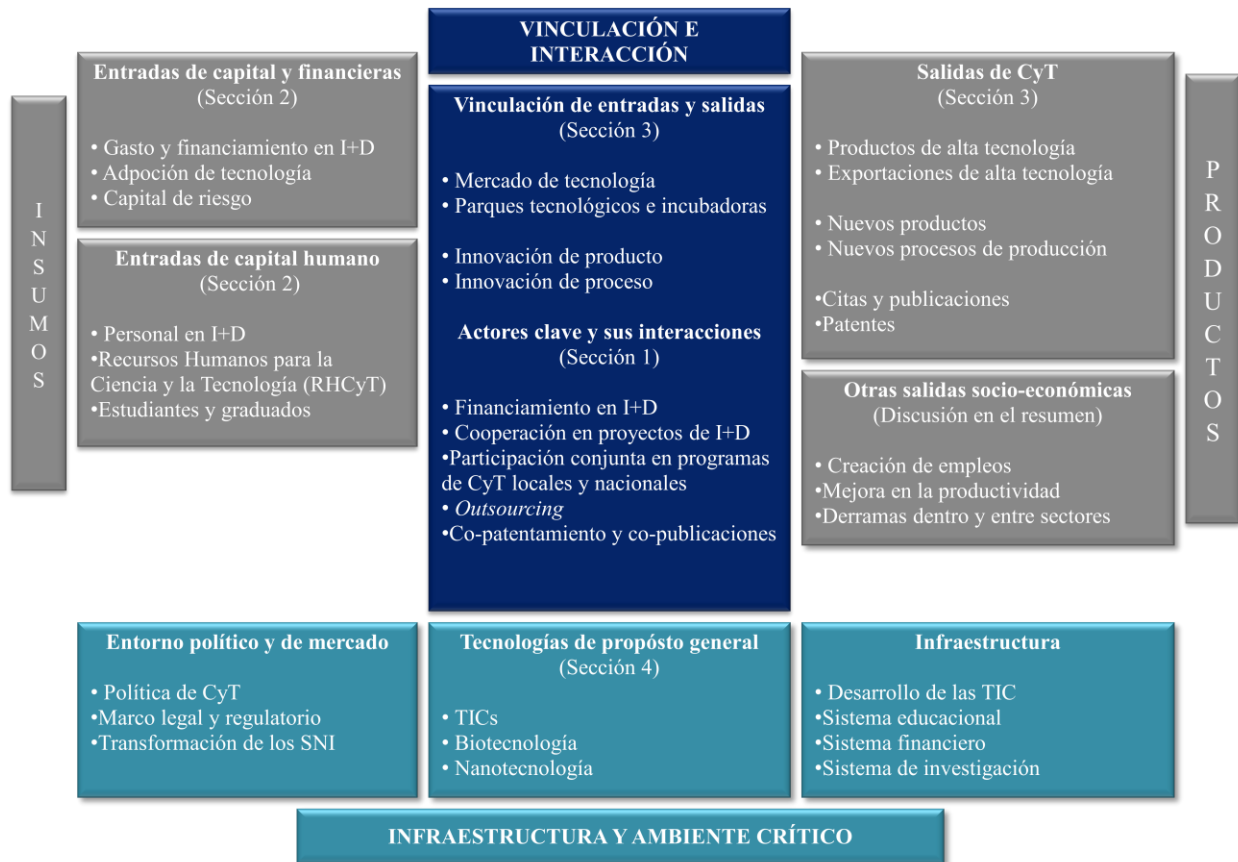 VINCULACIÓN E
INTERACCIÓN
INSUMOS
Entradas de capital y financieras
(Sección 2)
• Gasto y financiamiento en I+D
• Adpoción de tecnología
• Capital de riesgo
Entradas de capital humano
(Sección 2)
• Personal en I+D
•Recursos Humanos para la
Ciencia y la Tecnología (RHCyT)
•Estudiantes y graduados
Vinculación de entradas y salidas
(Sección 3)
• Mercado de tecnología
• Parques tecnológicos e incubadoras
• Innovación de producto
• Innovación de proceso
Actores clave y sus interacciones
(Sección 1)
• Financiamiento en I+D
• Cooperación en proyectos de I+D
•Participación conjunta en programas
de CyT locales y nacionales
• Outsourcing
•Co-patentamiento y co-publicaciones
Salidas de CyT
(Sección 3)
• Productos de alta tecnología
• Exportaciones de alta tecnología
• Nuevos productos
• Nuevos procesos de producción
•Citas y publicaciones
•Patentes
Otras salidas socio-económicas
(Discusión en el resumen)
• Creación de empleos
•Mejora en la productividad
•Derramas dentro y entre sectores
PRODUCTOS
Entorno político y de mercado
• Política de CyT
•Marco legal y regulatorio
•Transformación de los SNI
Tecnologías de propósto general
(Sección 4)
• TICs
• Biotecnología
• Nanotecnología
Infraestructura
• Desarrollo de las TIC
•Sistema educacional
•Sistema financiero
•Sistema de investigación
INFRAESTRUCTURA Y AMBIENTE CRÍTICO